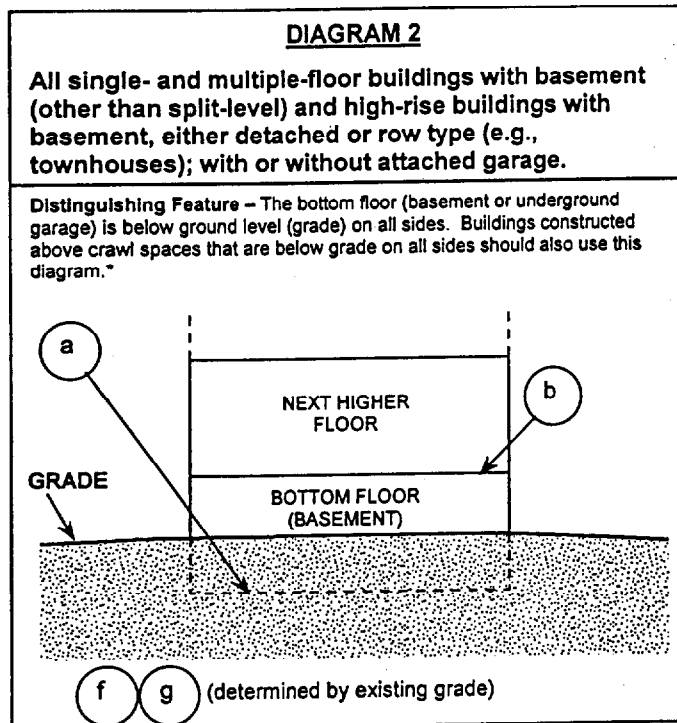 DIAGRAM 2
All single- and multiple-floor buildings with basement
(other than split-level) and high-rise buildings with
basement, either detached or row type (e.g.,
townhouses); with or without attached garage.
Distinguishing Feature – The bottom floor (basement or underground
garage) is below ground level (grade) on all sides. Buildings constructed
above crawl spaces that are below grade on all sides should also use this
diagram.*
a
NEXT HIGHER
FLOOR
b
GRADE
BOTTOM FLOOR
(BASEMENT)
f g (determined by existing grade)